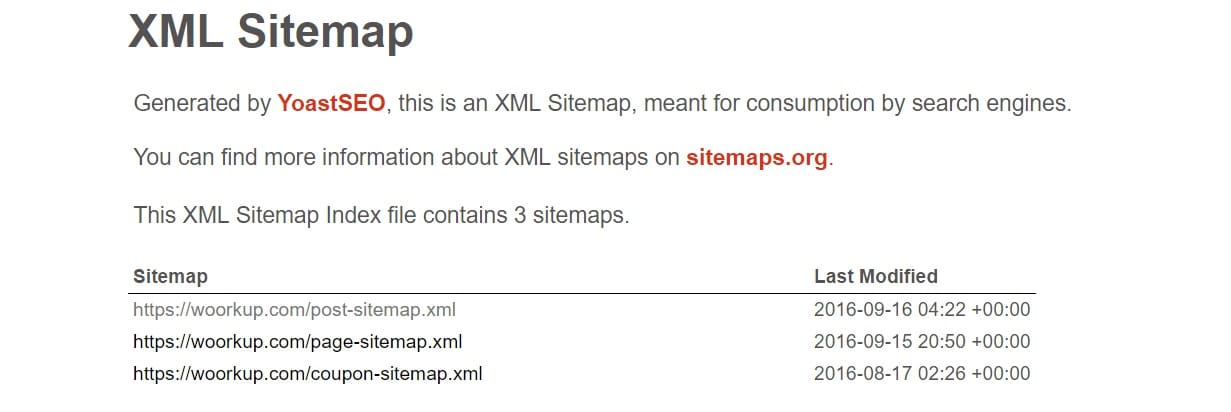 XML Sitemap
Generated by YoastSEO, this is an XML Sitemap, meant for consumption by search engines.
You can find more information about XML sitemaps on sitemaps.org.
This XML Sitemap Index file contains 3 sitemaps.
Sitemap Last Modified
https://woorkup.com/post-sitemap.xml 2016-09-16 04:22 +00:00
https://woorkup.com/page-sitemap.xml 2016-09-15 20:50 +00:00
https://woorkup.com/coupon-sitemap.xml 2016-08-17 02:26 +00:00